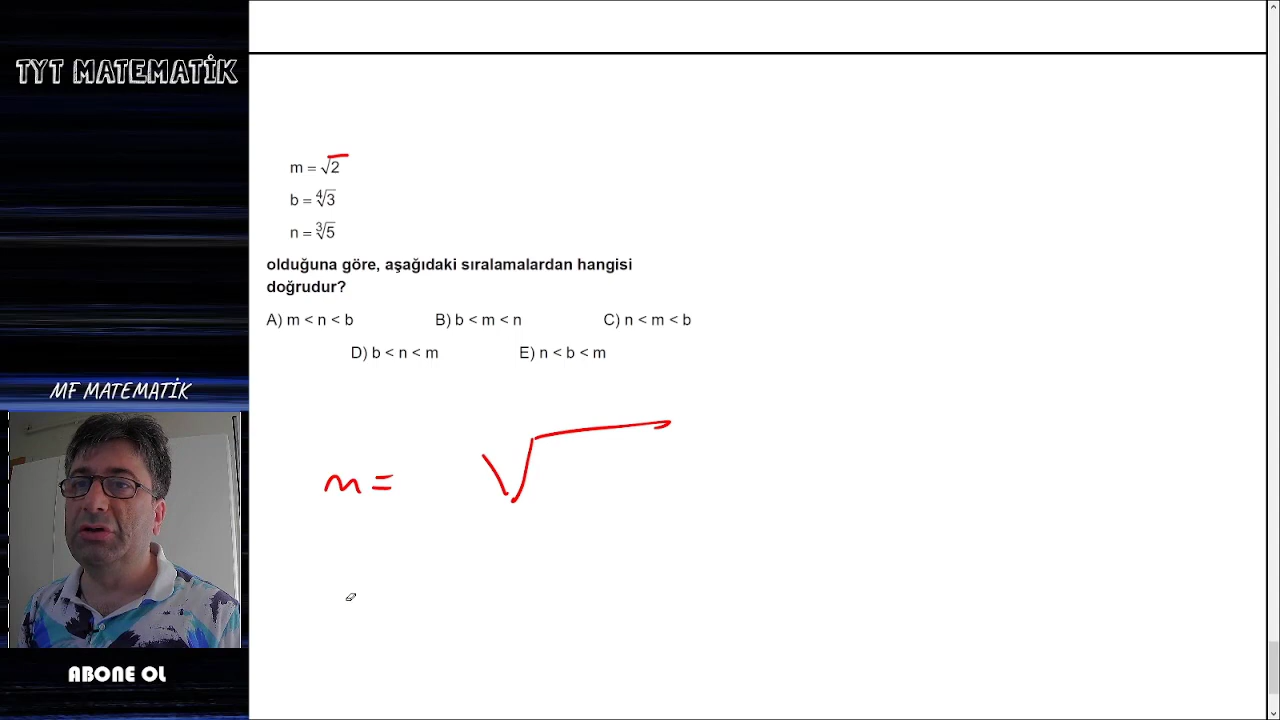 TYT MATEMATİK
m = √2
b = ⁴√3
n = ³√5
olduğuna göre, aşağıdaki sıralamalardan hangisi
doğrudur?
A) m < n < b B) b < m < n C) n < m < b
D) b < n < m E) n < b < m
m = √
MF MATEMATİK
ABONE OL